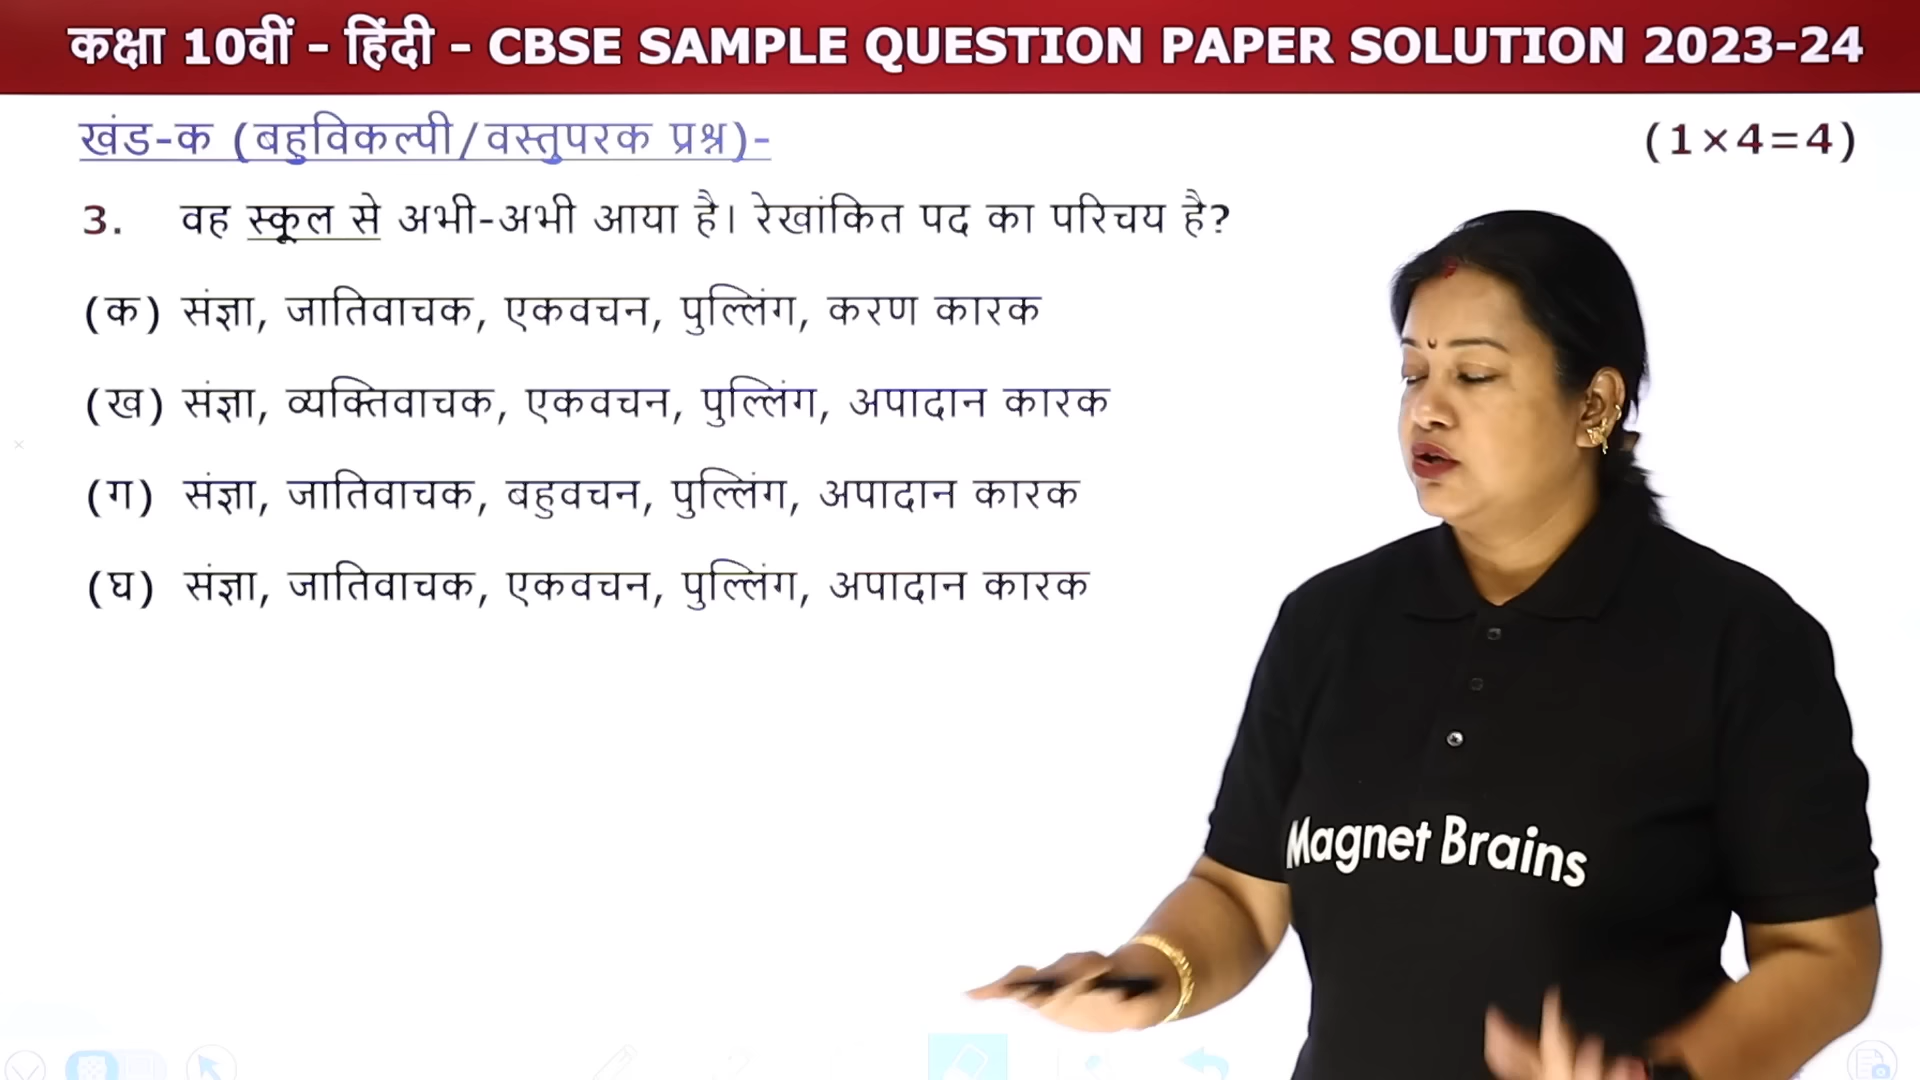 कक्षा 10वीं - हिंदी - CBSE SAMPLE QUESTION PAPER SOLUTION 2023-24
खंड-क (बहुविकल्पी/वस्तुपरक प्रश्न)- (1×4=4)
3. वह स्कूल से अभी-अभी आया है। रेखांकित पद का परिचय है?
(क) संज्ञा, जातिवाचक, एकवचन, पुल्लिंग, करण कारक
(ख) संज्ञा, व्यक्तिवाचक, एकवचन, पुल्लिंग, अपादान कारक
(ग) संज्ञा, जातिवाचक, बहुवचन, पुल्लिंग, अपादान कारक
(घ) संज्ञा, जातिवाचक, एकवचन, पुल्लिंग, अपादान कारक
Magnet Brains